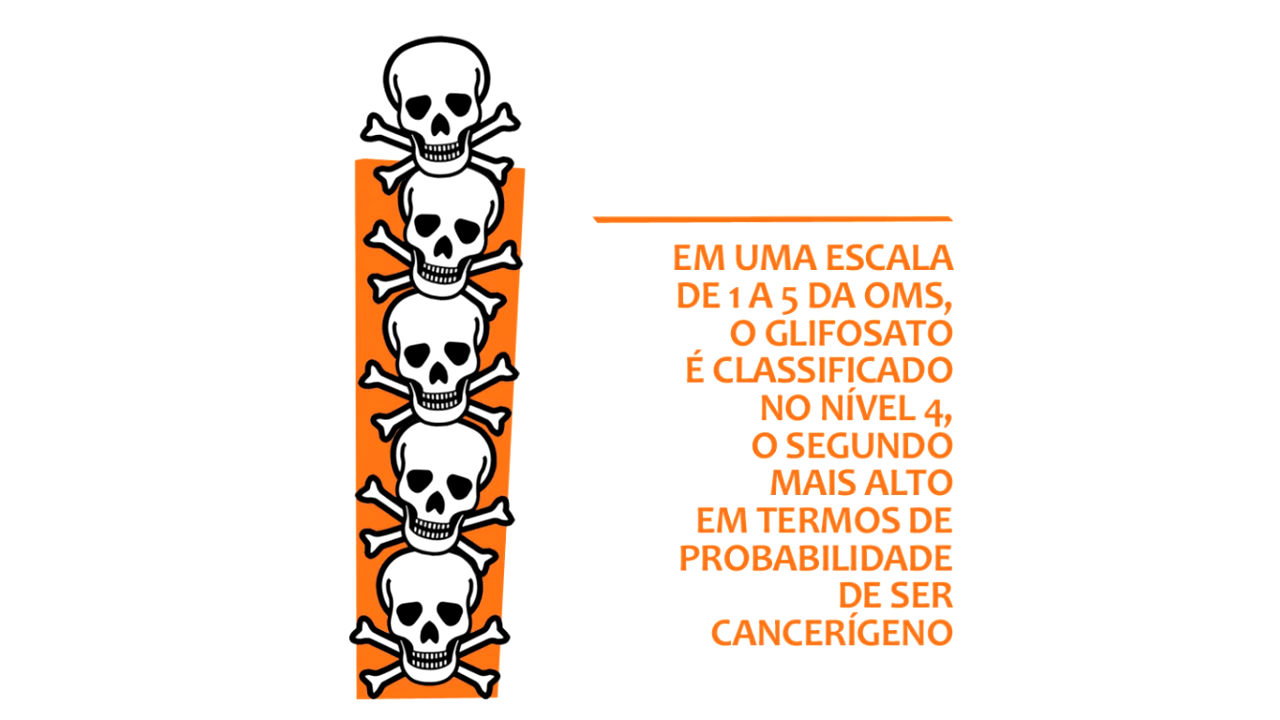 EM UMA ESCALA
DE 1 A 5 DA OMS,
O GLIFOSATO
É CLASSIFICADO
NO NÍVEL 4,
O SEGUNDO
MAIS ALTO
EM TERMOS DE
PROBABILIDADE
DE SER
CANCERÍGENO